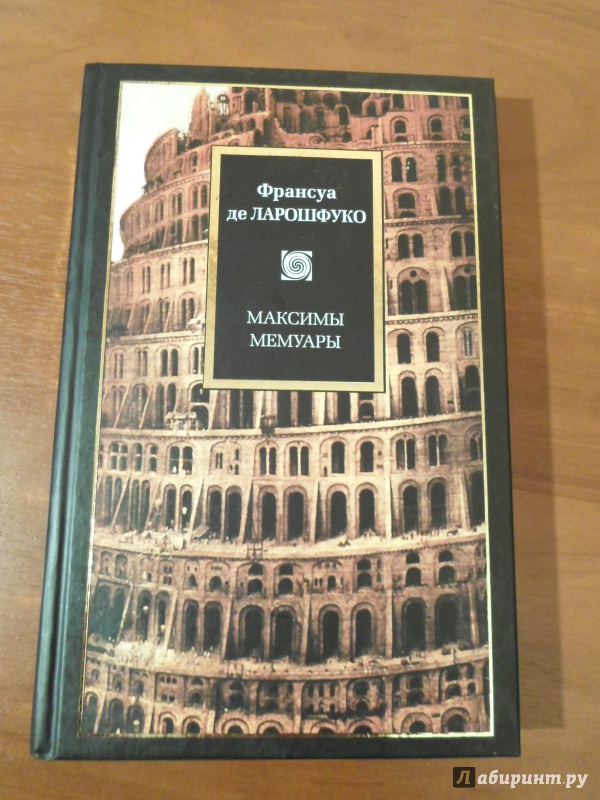 Франсуа
де ЛАРОШФУКО
МАКСИМЫ
МЕМУАРЫ
Лабиринт.ру